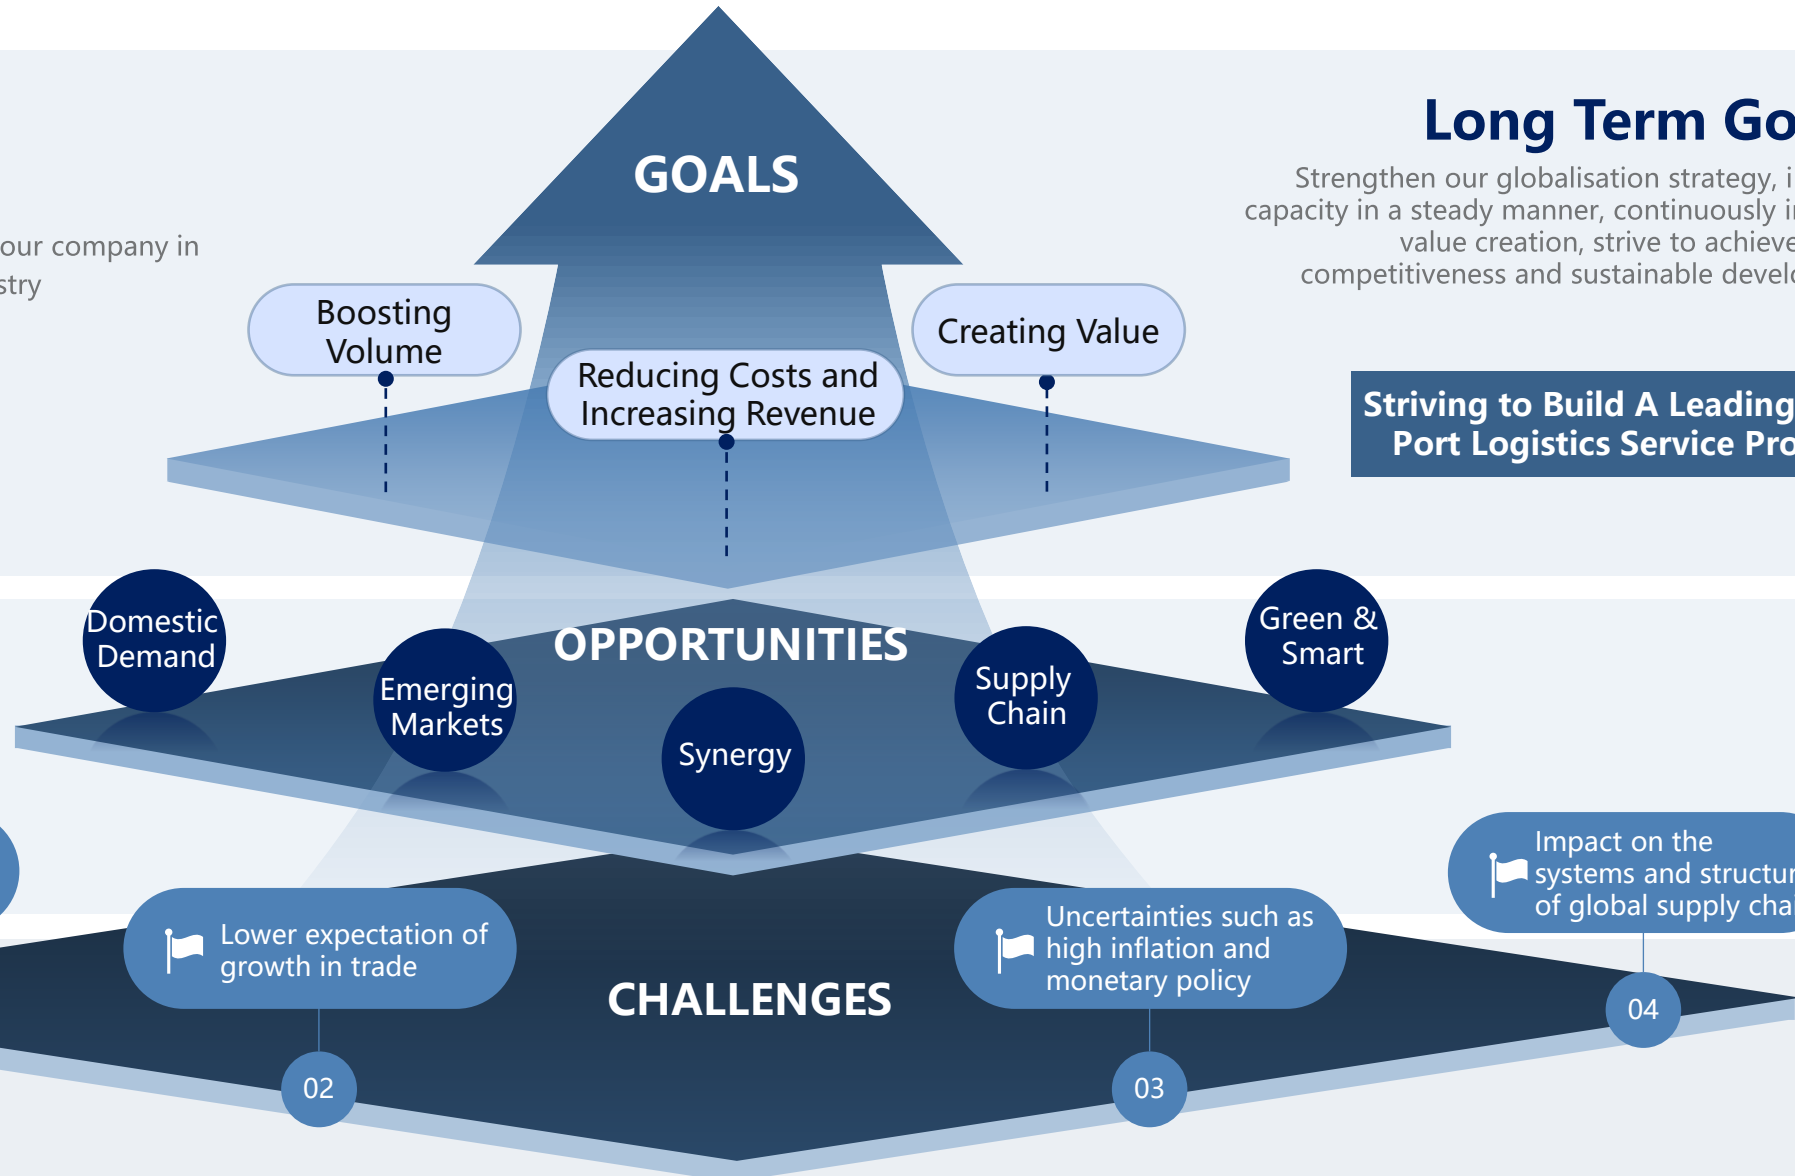 GOALS
Long Term Go
Strengthen our globalisation strategy, i
capacity in a steady manner, continuously i
value creation, strive to achieve
competitiveness and sustainable develo
our company in
stry
Boosting
Volume
Reducing Costs and
Increasing Revenue
Creating Value
Striving to Build A Leading
Port Logistics Service Pro
OPPORTUNITIES
Domestic
Demand
Emerging
Markets
Synergy
Supply
Chain
Green &
Smart
CHALLENGES
Lower expectation of
growth in trade
02
Uncertainties such as
high inflation and
monetary policy
03
Impact on the
systems and structur
of global supply chai
04